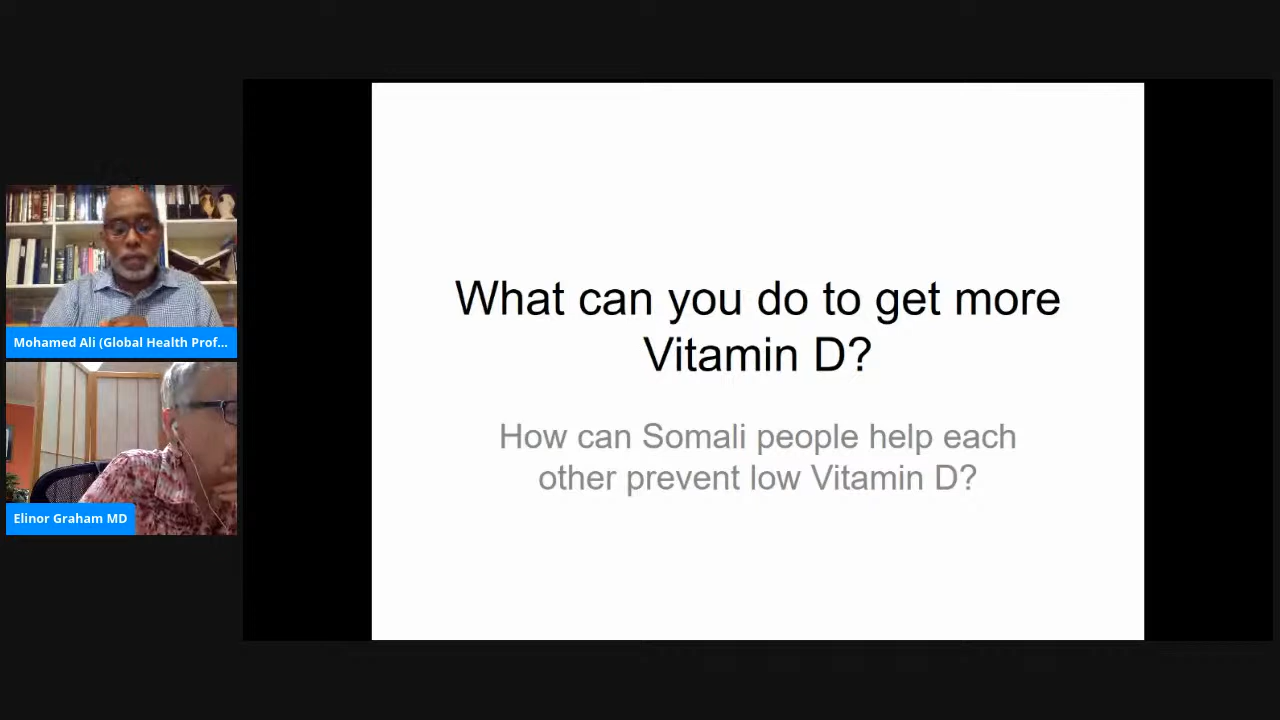 Mohamed Ali (Global Health Prof...
Elinor Graham MD
What can you do to get more
Vitamin D?
How can Somali people help each
other prevent low Vitamin D?